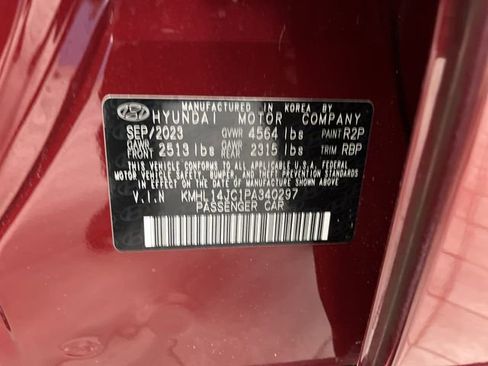 MANUFACTURED IN KOREA BY
HYUNDAI MOTOR COMPANY
SEP/2023 GVWR 4564 lbs PAINT R2P
GAWR FRONT 2513 lbs GAWR REAR 2315 lbs TRIM RBP
THIS VEHICLE CONFORMS TO ALL APPLICABLE U.S.A. FEDERAL
MOTOR VEHICLE SAFETY, BUMPER, AND THEFT PREVENTION STANDARDS
IN EFFECT ON THE DATE OF MANUFACTURE SHOWN ABOVE.
V.I.N KMHL14JC1PA340297
PASSENGER CAR